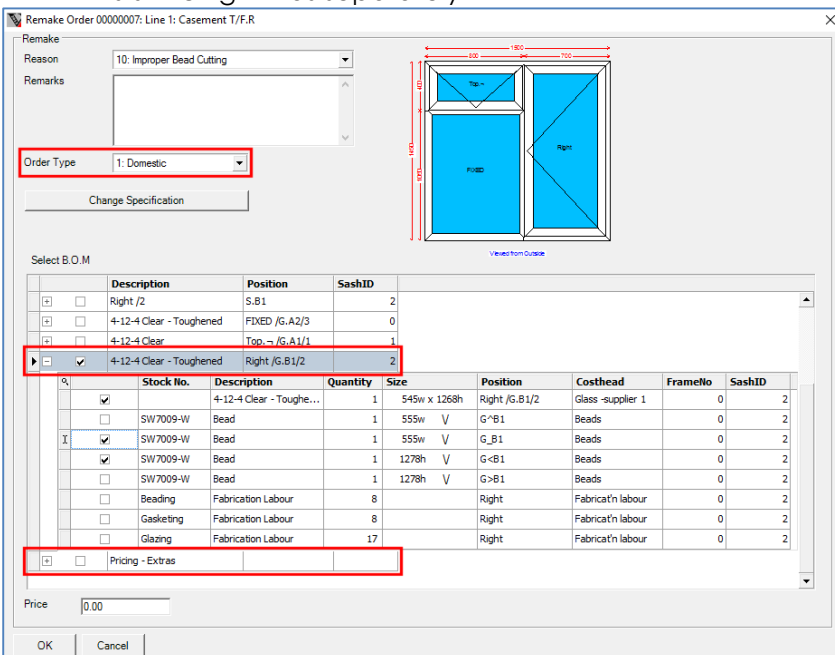 Remake Order 00000007: Line 1: Casement T/F.R
Remake
Reason 10: Improper Bead Cutting
Remarks
Order Type 1: Domestic
Change Specification
1500
800 700
400
Top.¬
1450
1050
FIXED
Right
Viewed from Outside
Select B.O.M
Description Position SashID
Right /2 S.B1 2
4-12-4 Clear - Toughened FIXED /G.A2/3 0
4-12-4 Clear Top.¬ /G.A1/1 1
4-12-4 Clear - Toughened Right /G.B1/2 2
Stock No. Description Quantity Size Position Costhead FrameNo SashID
4-12-4 Clear - Toughe... 1 545w x 1268h Right /G.B1/2 Glass -supplier 1 0 2
SW7009-W Bead 1 555w \/ G^B1 Beads 0 2
SW7009-W Bead 1 555w \/ G_B1 Beads 0 2
SW7009-W Bead 1 1278h \/ G<B1 Beads 0 2
SW7009-W Bead 1 1278h \/ G>B1 Beads 0 2
Beading Fabrication Labour 8 Right Fabricat'n labour 0 2
Gasketing Fabrication Labour 8 Right Fabricat'n labour 0 2
Glazing Fabrication Labour 17 Right Fabricat'n labour 0 2
Pricing - Extras
Price 0.00
OK Cancel